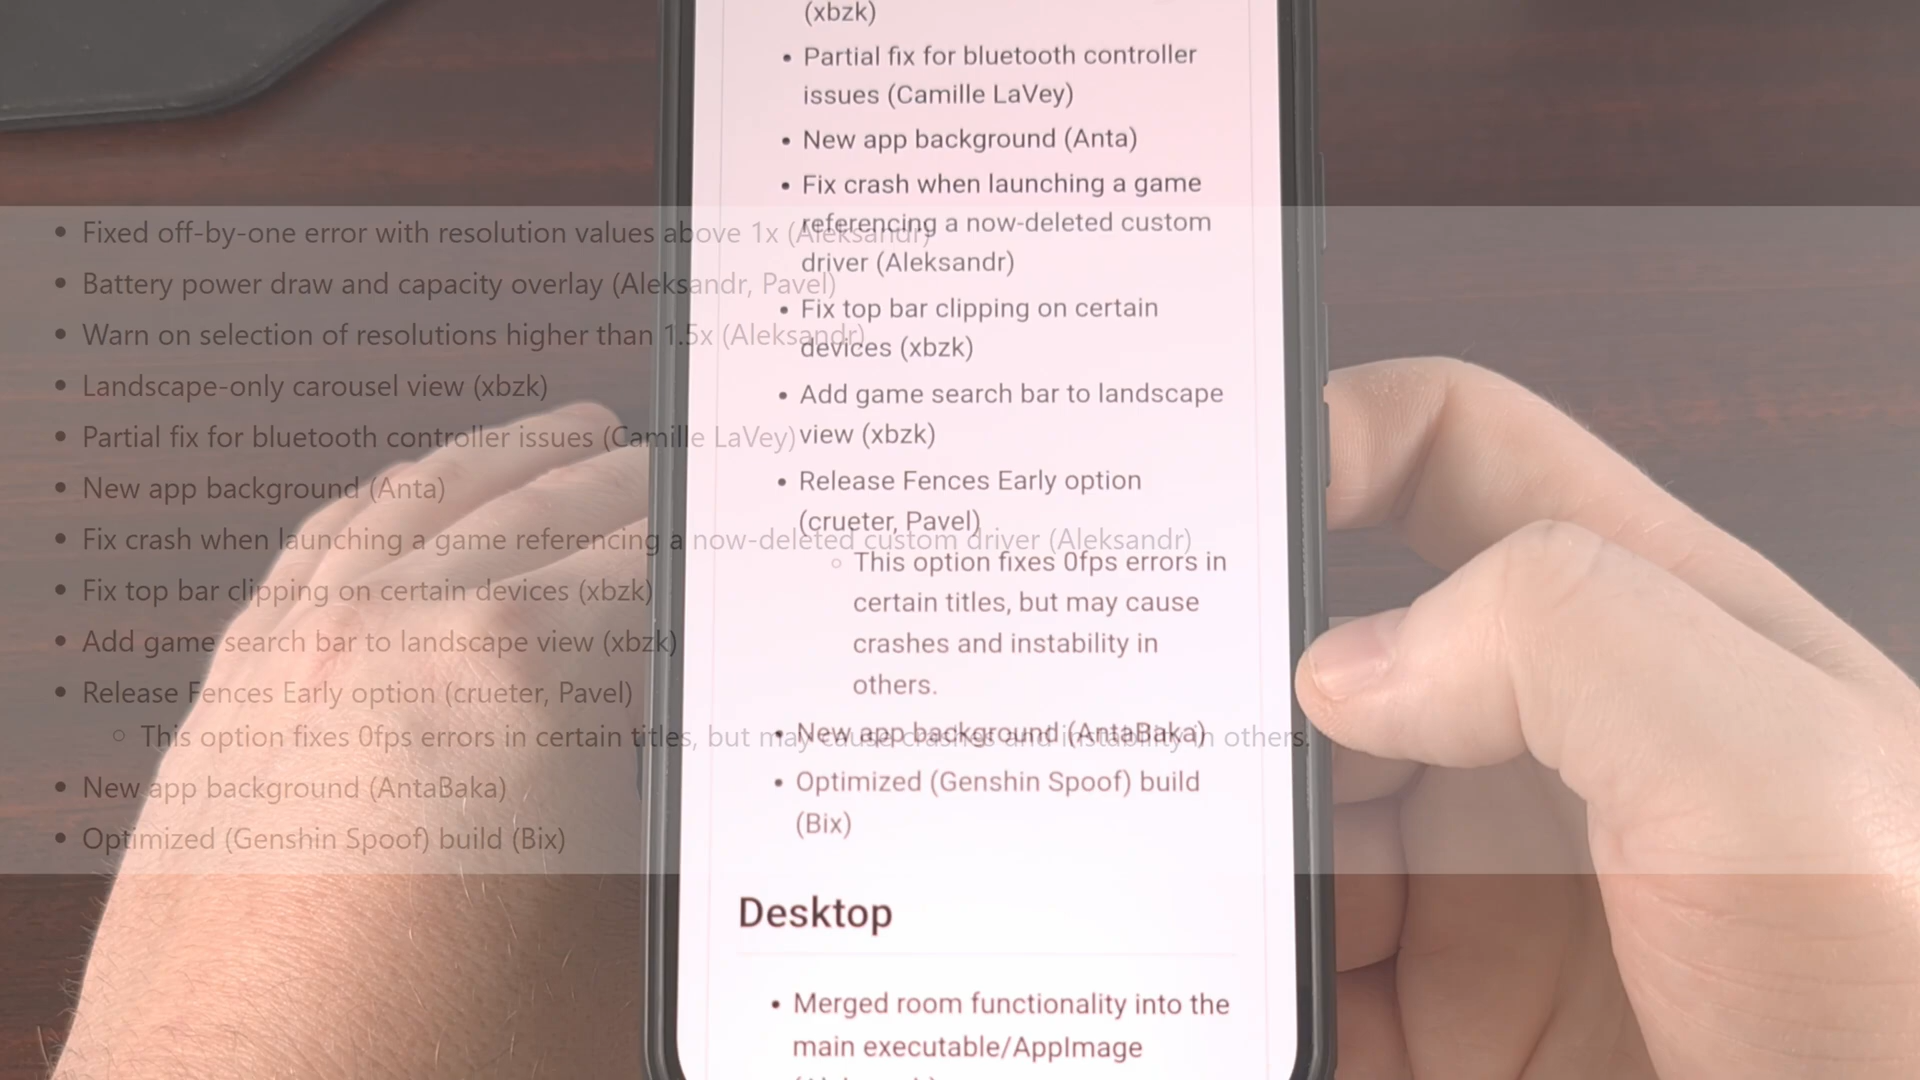 (xbzk)
• Partial fix for bluetooth controller
issues (Camille LaVey)
• New app background (Anta)
• Fix crash when launching a game
referencing a now-deleted custom
driver (Aleksandr)
• Fix top bar clipping on certain
devices (xbzk)
• Add game search bar to landscape
view (xbzk)
• Release Fences Early option
(crueter, Pavel)
○ This option fixes 0fps errors in
certain titles, but may cause
crashes and instability in
others.
• New app background (AntaBaka)
• Optimized (Genshin Spoof) build
(Bix)
Desktop
• Merged room functionality into the
main executable/AppImage
• Fixed off-by-one error with resolution values above 1x (Aleksandr)
• Battery power draw and capacity overlay (Aleksandr, Pavel)
• Warn on selection of resolutions higher than 1.5x (Aleksandr)
• Landscape-only carousel view (xbzk)
• Partial fix for bluetooth controller issues (Camille LaVey)
• New app background (Anta)
• Fix crash when launching a game referencing a now-deleted custom driver (Aleksandr)
• Fix top bar clipping on certain devices (xbzk)
• Add game search bar to landscape view (xbzk)
• Release Fences Early option (crueter, Pavel)
○ This option fixes 0fps errors in certain titles, but may cause crashes and instability in others.
• New app background (AntaBaka)
• Optimized (Genshin Spoof) build (Bix)